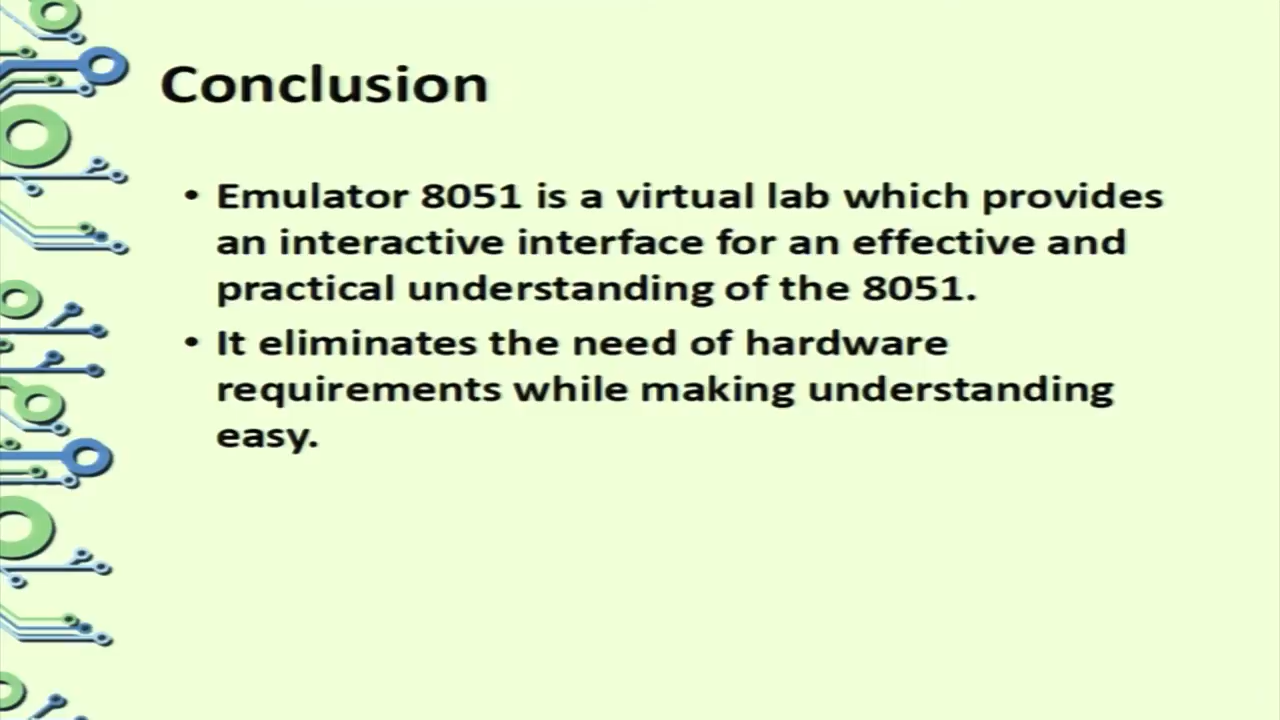 Conclusion
• Emulator 8051 is a virtual lab which provides
an interactive interface for an effective and
practical understanding of the 8051.
• It eliminates the need of hardware
requirements while making understanding
easy.